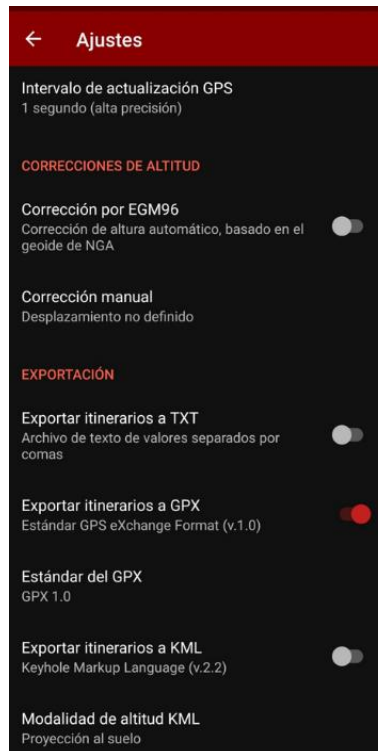 Ajustes
Intervalo de actualización GPS
1 segundo (alta precisión)
CORRECCIONES DE ALTITUD
Corrección por EGM96
Corrección de altura automático, basado en el
geoide de NGA
Corrección manual
Desplazamiento no definido
EXPORTACIÓN
Exportar itinerarios a TXT
Archivo de texto de valores separados por
comas
Exportar itinerarios a GPX
Estándar GPS eXchange Format (v.1.0)
Estándar del GPX
GPX 1.0
Exportar itinerarios a KML
Keyhole Markup Language (v.2.2)
Modalidad de altitud KML
Proyección al suelo